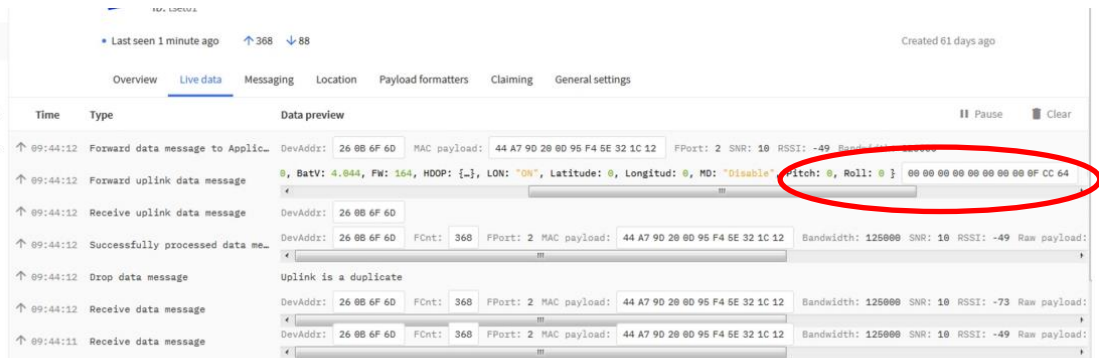 • Last seen 1 minute ago ↑ 368 ↓ 88 Created 61 days ago
Overview Live data Messaging Location Payload formatters Claiming General settings
Time Type Data preview Pause Clear
↑ 09:44:12 Forward data message to Applic… DevAddr: 26 0B 6F 6D MAC payload: 44 A7 9D 20 0D 95 F4 5E 32 1C 12 FPort: 2 SNR: 10 RSSI: -49 Bandwidth: 125000
↑ 09:44:12 Forward uplink data message 0, BatV: 4.044, FW: 164, HDOP: {…}, LON: "ON", Latitude: 0, Longitud: 0, MD: "Disable", Pitch: 0, Roll: 0 } 00 00 00 00 00 00 00 00 0F CC 64
↑ 09:44:12 Receive uplink data message DevAddr: 26 0B 6F 6D
↑ 09:44:12 Successfully processed data me… DevAddr: 26 0B 6F 6D FCnt: 368 FPort: 2 MAC payload: 44 A7 9D 20 0D 95 F4 5E 32 1C 12 Bandwidth: 125000 SNR: 10 RSSI: -49 Raw payload:
↑ 09:44:12 Drop data message Uplink is a duplicate
↑ 09:44:12 Receive data message DevAddr: 26 0B 6F 6D FCnt: 368 FPort: 2 MAC payload: 44 A7 9D 20 0D 95 F4 5E 32 1C 12 Bandwidth: 125000 SNR: 10 RSSI: -73 Raw payload:
↑ 09:44:11 Receive data message DevAddr: 26 0B 6F 6D FCnt: 368 FPort: 2 MAC payload: 44 A7 9D 20 0D 95 F4 5E 32 1C 12 Bandwidth: 125000 SNR: 10 RSSI: -49 Raw payload: